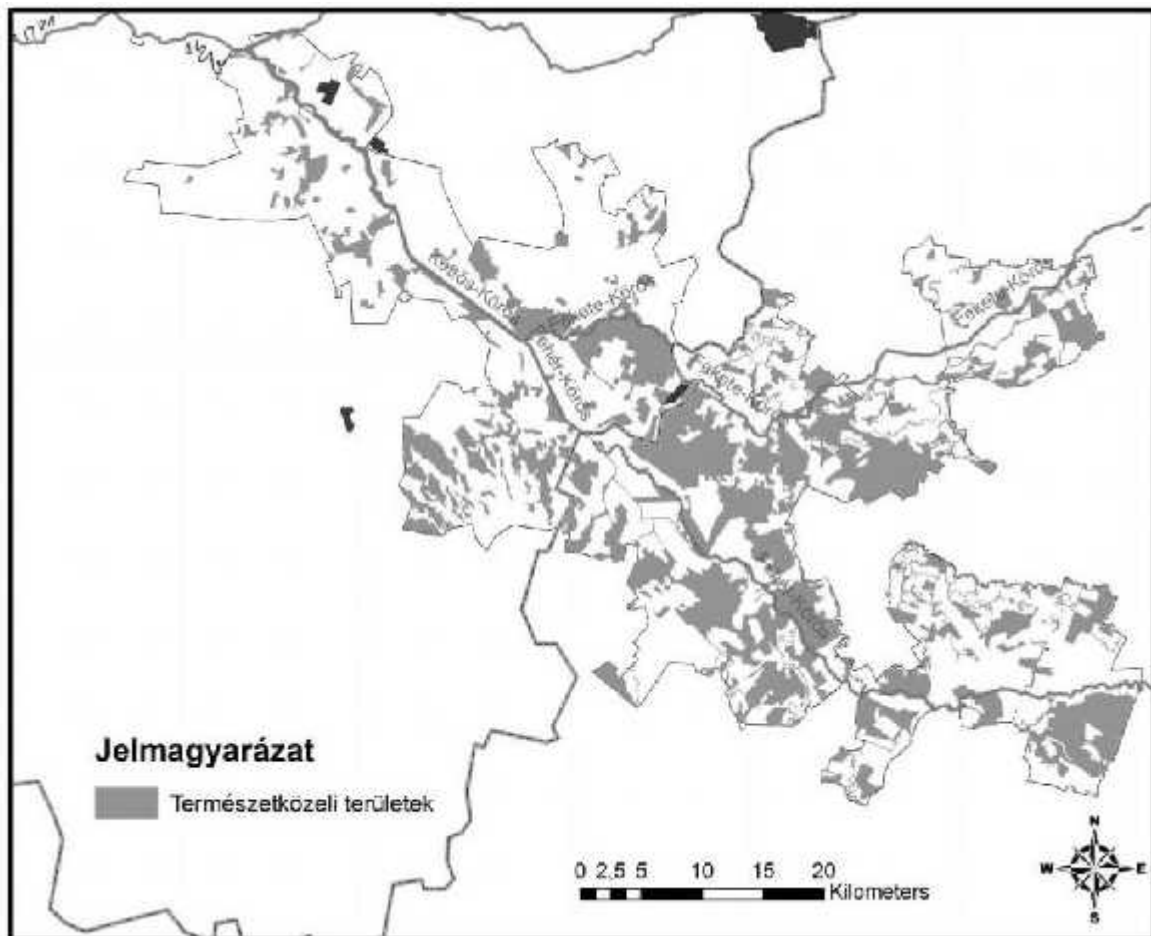 Kettős-Körös
Fekete-Körös
Fehér-Körös
Fekete-Körös
Fekete-Körös
Körös
Jelmagyarázat
Természetközeli területek
0 2,5 5 10 15 20
Kilometers
N
W E
S